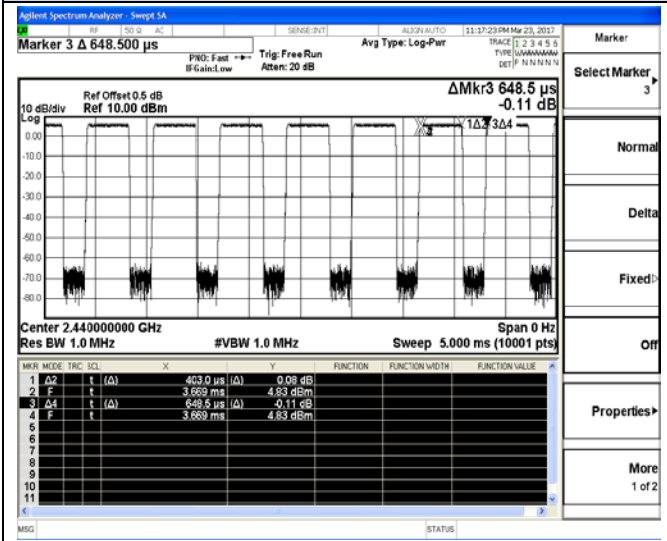 Agilent Spectrum Analyzer - Swept SA
RF 50 Ω AC SENSE:INT ALIGN AUTO 11:17:23 PM Mar 23, 2017
Marker 3 Δ 648.500 µs
PNO: Fast
IFGain:Low
Trig: Free Run
Atten: 20 dB
Avg Type: Log-Pwr
TRACE 1 2 3 4 5 6
TYPE WWWWWW
DET P N N N N N
Ref Offset 0.5 dB
10 dB/div Ref 10.00 dBm
ΔMkr3 648.5 µs
-0.11 dB
Log
0.00
-10.0
-20.0
-30.0
-40.0
-50.0
-60.0
-70.0
-80.0
1Δ2 3Δ4
Center 2.440000000 GHz Span 0 Hz
Res BW 1.0 MHz #VBW 1.0 MHz Sweep 5.000 ms (10001 pts)
MKR MODE TRC SCL X Y FUNCTION FUNCTION WIDTH FUNCTION VALUE
1 Δ2 t (Δ) 403.0 µs (Δ) 0.08 dB
2 F t 3.669 ms 4.83 dBm
3 Δ4 t (Δ) 648.5 µs (Δ) -0.11 dB
4 F t 3.669 ms 4.83 dBm
5
6
7
8
9
10
11
MSG STATUS
Marker
Select Marker
3
Normal
Delta
Fixed
Off
Properties
More
1 of 2